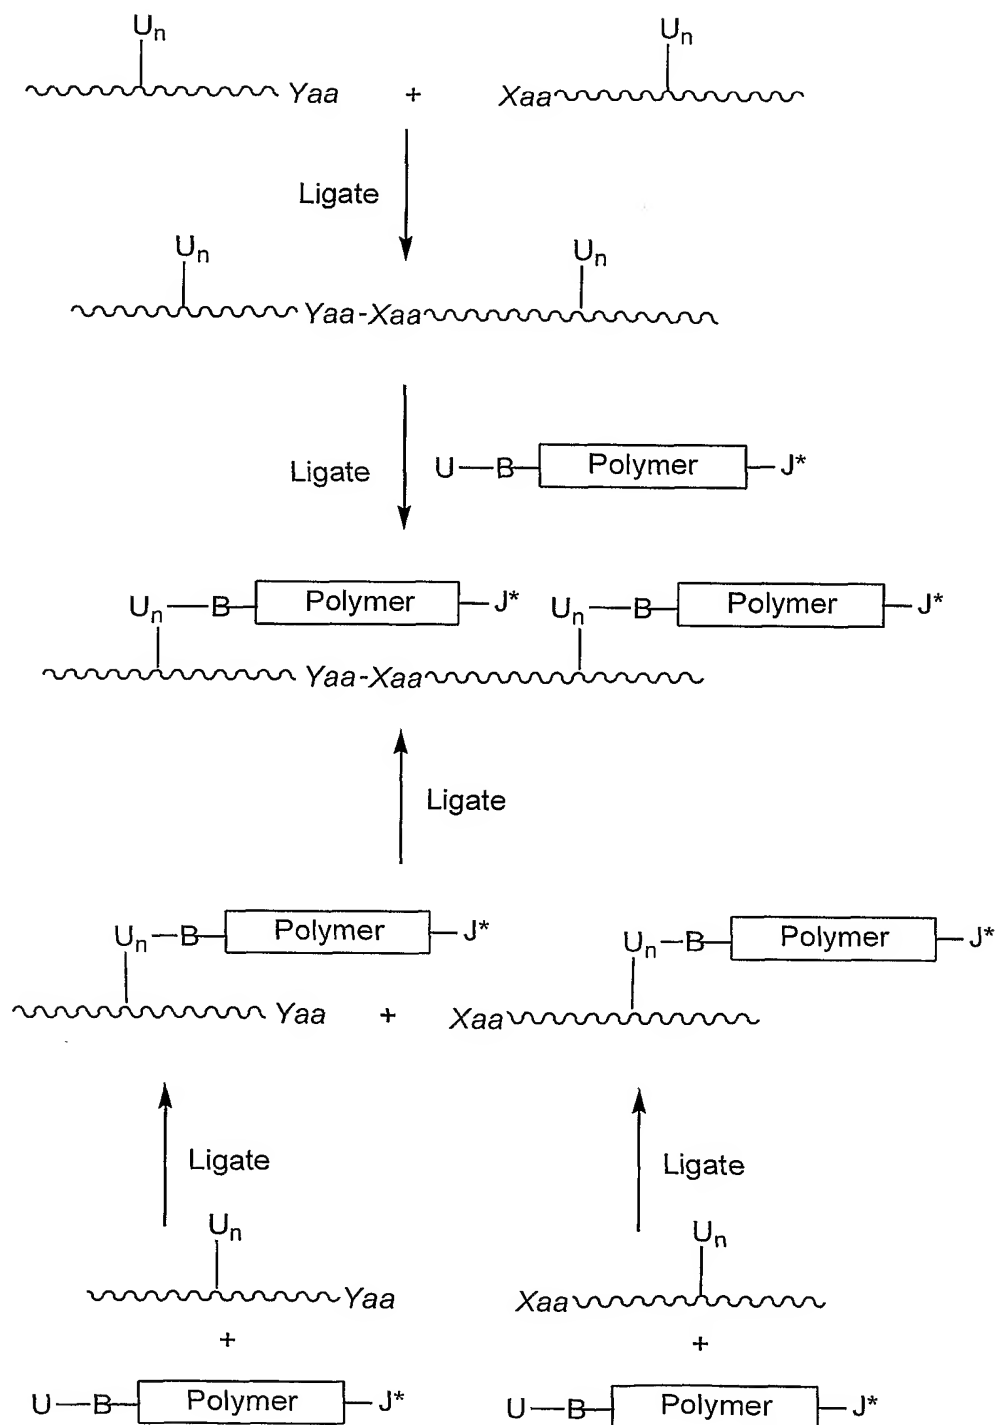 Uₙ Uₙ
Yaa + Xaa
Ligate
Uₙ Uₙ
Yaa-Xaa
Ligate U—B—Polymer—J*
Uₙ—B—Polymer—J* Uₙ—B—Polymer—J*
Yaa-Xaa
Ligate
Uₙ—B—Polymer—J* Uₙ—B—Polymer—J*
Yaa + Xaa
Ligate Ligate
Uₙ Uₙ
Yaa Xaa
+ +
U—B—Polymer—J* U—B—Polymer—J*